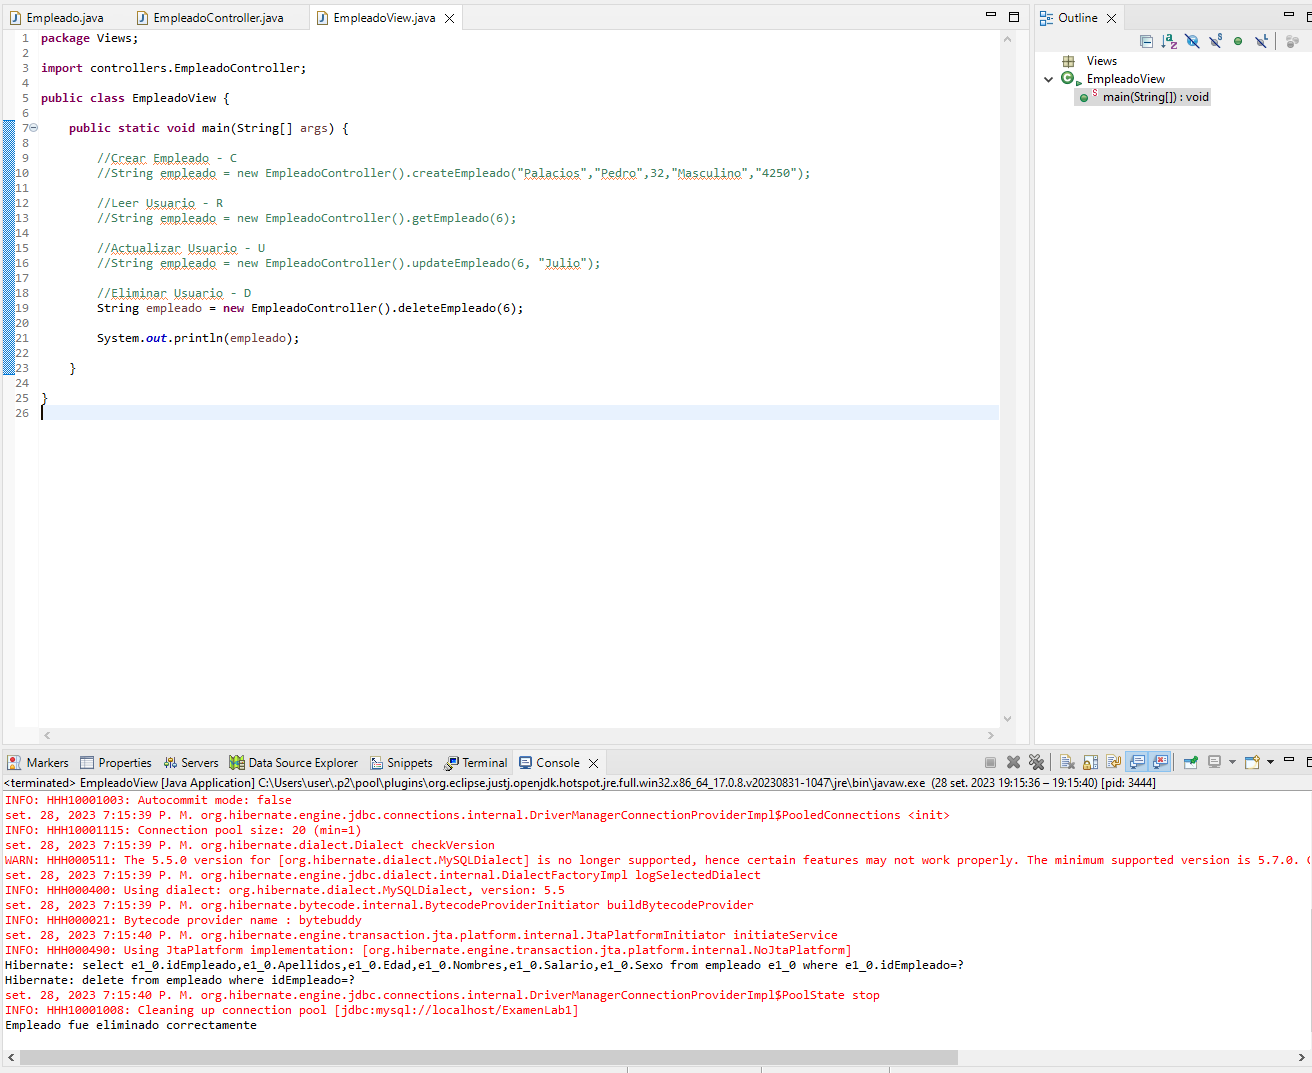 Empleado.java
EmpleadoController.java
EmpleadoView.java
1 package Views;
2
3 import controllers.EmpleadoController;
4
5 public class EmpleadoView {
6
7 public static void main(String[] args) {
8
9 //Crear Empleado - C
10 //String empleado = new EmpleadoController().createEmpleado("Palacios","Pedro",32,"Masculino","4250");
11
12 //Leer Usuario - R
13 //String empleado = new EmpleadoController().getEmpleado(6);
14
15 //Actualizar Usuario - U
16 //String empleado = new EmpleadoController().updateEmpleado(6, "Julio");
17
18 //Eliminar Usuario - D
19 String empleado = new EmpleadoController().deleteEmpleado(6);
20
21 System.out.println(empleado);
22
23 }
24
25 }
26
Outline
Views
EmpleadoView
main(String[]) : void
Markers
Properties
Servers
Data Source Explorer
Snippets
Terminal
Console
<terminated> EmpleadoView [Java Application] C:\Users\user\.p2\pool\plugins\org.eclipse.justj.openjdk.hotspot.jre.full.win32.x86_64_17.0.8.v20230831-1047\jre\bin\javaw.exe (28 set. 2023 19:15:36 – 19:15:40) [pid: 3444]
INFO: HHH10001003: Autocommit mode: false
set. 28, 2023 7:15:39 P. M. org.hibernate.engine.jdbc.connections.internal.DriverManagerConnectionProviderImpl$PooledConnections <init>
INFO: HHH10001115: Connection pool size: 20 (min=1)
set. 28, 2023 7:15:39 P. M. org.hibernate.dialect.Dialect checkVersion
WARN: HHH000511: The 5.5.0 version for [org.hibernate.dialect.MySQLDialect] is no longer supported, hence certain features may not work properly. The minimum supported version is 5.7.0. (
set. 28, 2023 7:15:39 P. M. org.hibernate.engine.jdbc.dialect.internal.DialectFactoryImpl logSelectedDialect
INFO: HHH000400: Using dialect: org.hibernate.dialect.MySQLDialect, version: 5.5
set. 28, 2023 7:15:39 P. M. org.hibernate.bytecode.internal.BytecodeProviderInitiator buildBytecodeProvider
INFO: HHH000021: Bytecode provider name : bytebuddy
set. 28, 2023 7:15:40 P. M. org.hibernate.engine.transaction.jta.platform.internal.JtaPlatformInitiator initiateService
INFO: HHH000490: Using JtaPlatform implementation: [org.hibernate.engine.transaction.jta.platform.internal.NoJtaPlatform]
Hibernate: select e1_0.idEmpleado,e1_0.Apellidos,e1_0.Edad,e1_0.Nombres,e1_0.Salario,e1_0.Sexo from empleado e1_0 where e1_0.idEmpleado=?
Hibernate: delete from empleado where idEmpleado=?
set. 28, 2023 7:15:40 P. M. org.hibernate.engine.jdbc.connections.internal.DriverManagerConnectionProviderImpl$PoolState stop
INFO: HHH10001008: Cleaning up connection pool [jdbc:mysql://localhost/ExamenLab1]
Empleado fue eliminado correctamente